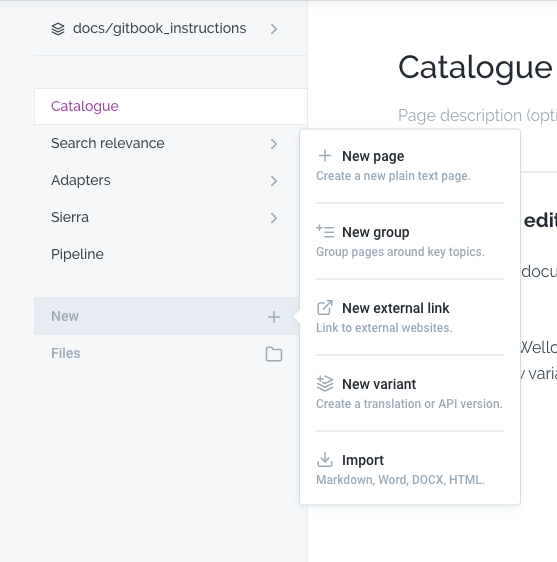 docs/gitbook_instructions
Catalogue
Search relevance
Adapters
Sierra
Pipeline
New
Files
Catalogue
Page description (opti
edit
docu
v varia
New page
Create a new plain text page.
New group
Group pages around key topics.
New external link
Link to external websites.
New variant
Create a translation or API version.
Import
Markdown, Word, DOCX, HTML.